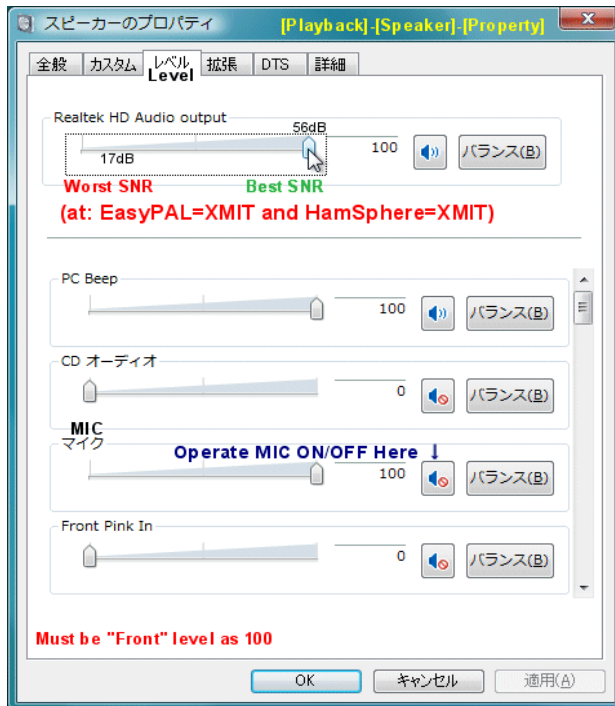 スピーカーのプロパティ [Playback]-[Speaker]-[Property]
全般 カスタム レベル 拡張 DTS 詳細
Level
Realtek HD Audio output
56dB
17dB
100 バランス(B)
Worst SNR Best SNR
(at: EasyPAL=XMIT and HamSphere=XMIT)
PC Beep
100 バランス(B)
CD オーディオ
0 バランス(B)
MIC
マイク
Operate MIC ON/OFF Here ↓
100 バランス(B)
Front Pink In
0 バランス(B)
Must be "Front" level as 100
OK キャンセル 適用(A)